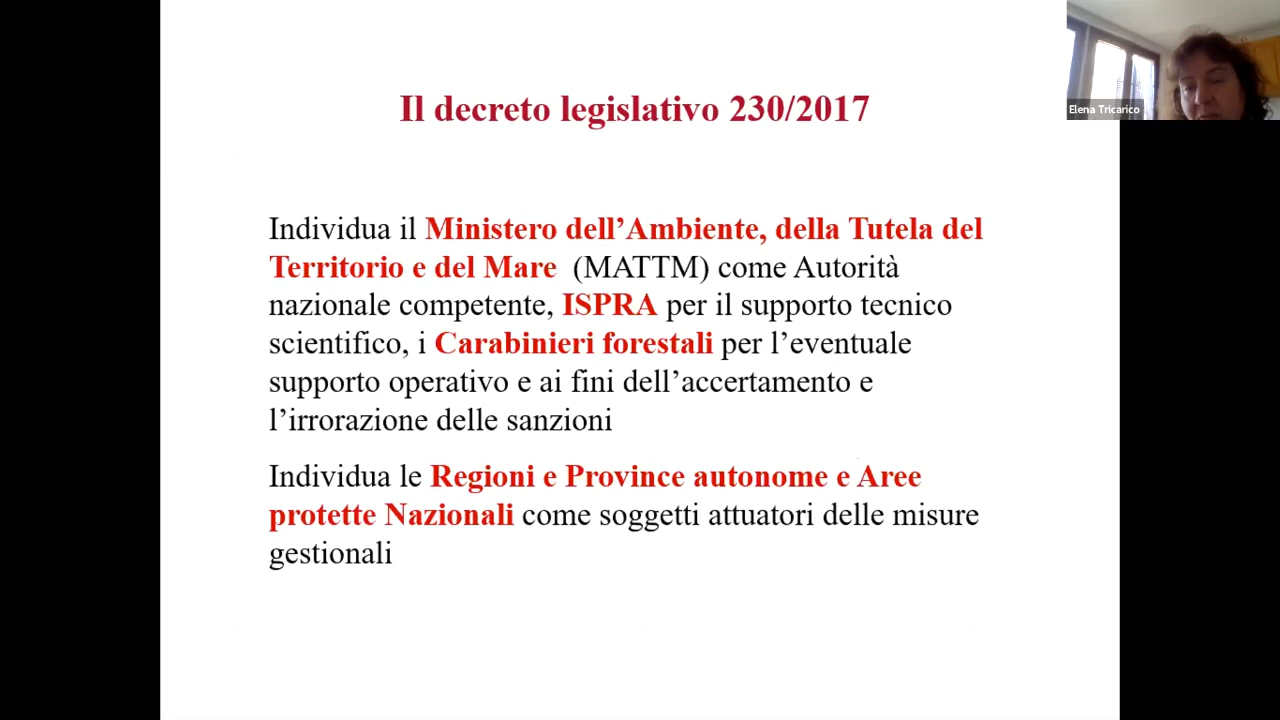 Il decreto legislativo 230/2017
Elena Tricarico
Individua il Ministero dell’Ambiente, della Tutela del
Territorio e del Mare (MATTM) come Autorità
nazionale competente, ISPRA per il supporto tecnico
scientifico, i Carabinieri forestali per l’eventuale
supporto operativo e ai fini dell’accertamento e
l’irrorazione delle sanzioni
Individua le Regioni e Province autonome e Aree
protette Nazionali come soggetti attuatori delle misure
gestionali